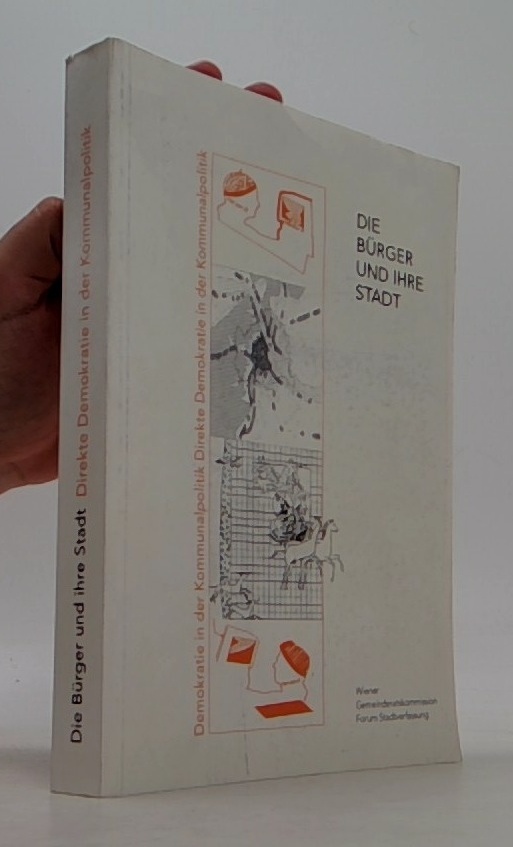 Die Bürger und ihre Stadt Direkte Demokratie in der Kommunalpolitik
Demokratie in der Kommunalpolitik Direkte Demokratie in der Kommunalpolitik
DIE
BÜRGER
UND IHRE
STADT
Wiener
Gemeinderatskommission
Forum Stadtverfassung